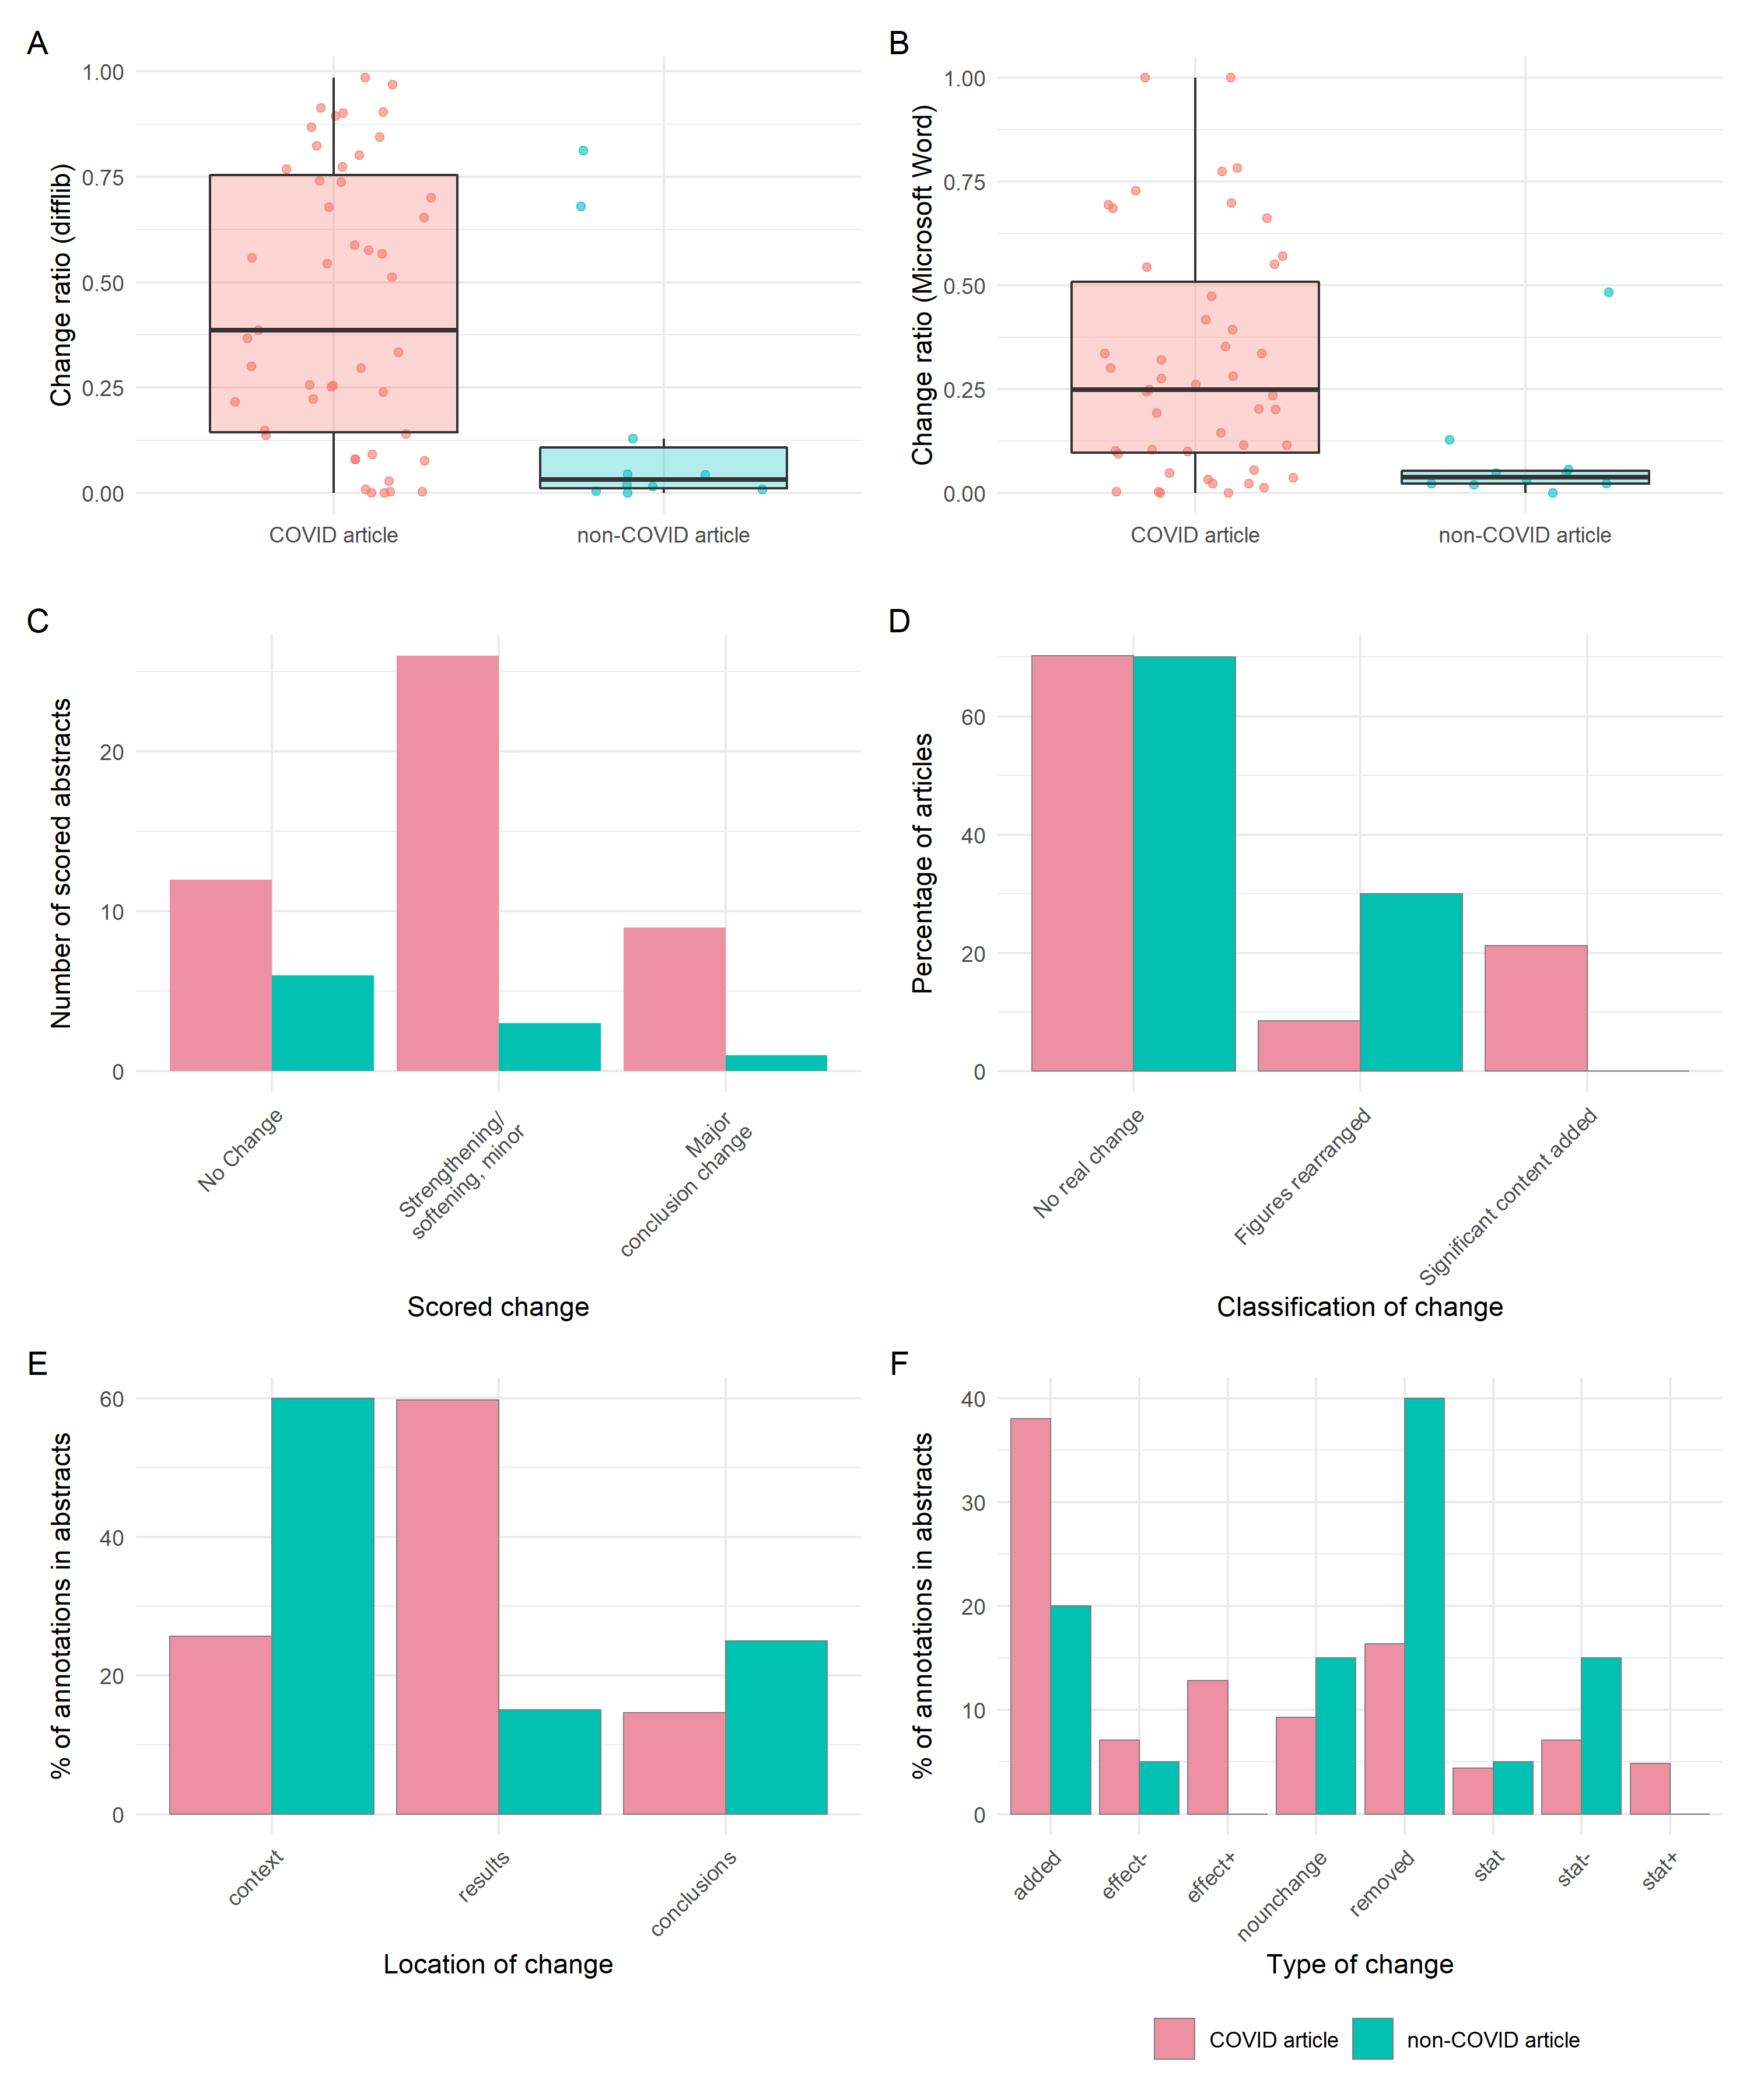 A
Change ratio (difflib)
1.00
0.75
0.50
0.25
0.00
COVID article
non-COVID article
B
Change ratio (Microsoft Word)
1.00
0.75
0.50
0.25
0.00
COVID article
non-COVID article
C
Number of scored abstracts
20
10
0
No Change
Strengthening/
softening, minor
Major
conclusion change
Scored change
D
Percentage of articles
60
40
20
0
No real change
Figures rearranged
Significant content added
Classification of change
E
% of annotations in abstracts
60
40
20
0
context
results
conclusions
Location of change
F
% of annotations in abstracts
40
30
20
10
0
added
effect-
effect+
nounchange
removed
stat
stat-
stat+
Type of change
COVID article
non-COVID article